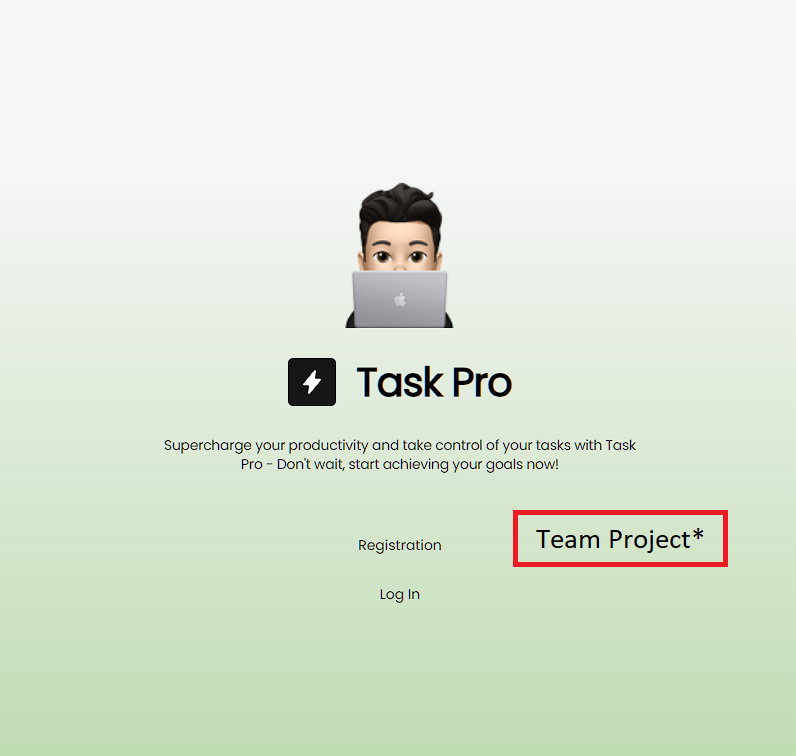 Task Pro
Supercharge your productivity and take control of your tasks with Task
Pro - Don't wait, start achieving your goals now!
Team Project*
Registration
Log In